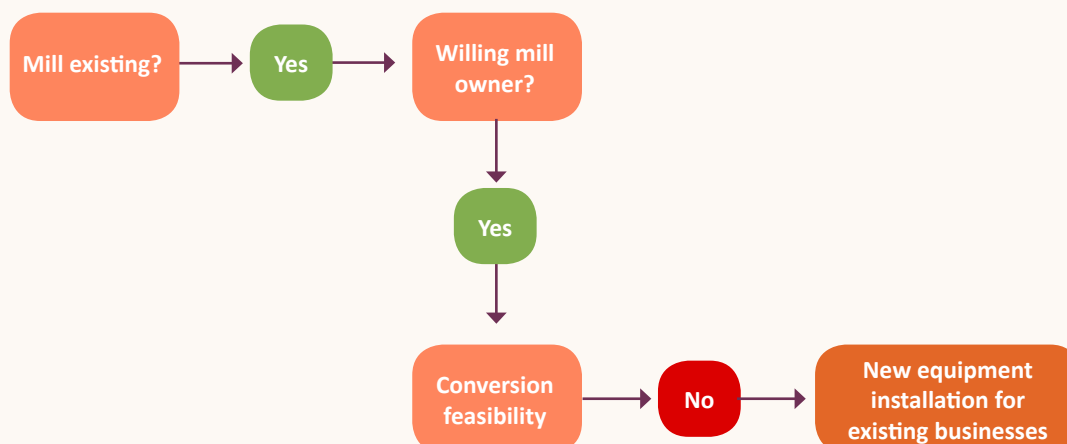 Mill existing?
Yes
Willing mill
owner?
Yes
Conversion
feasibility
No
New equipment
installation for
existing businesses